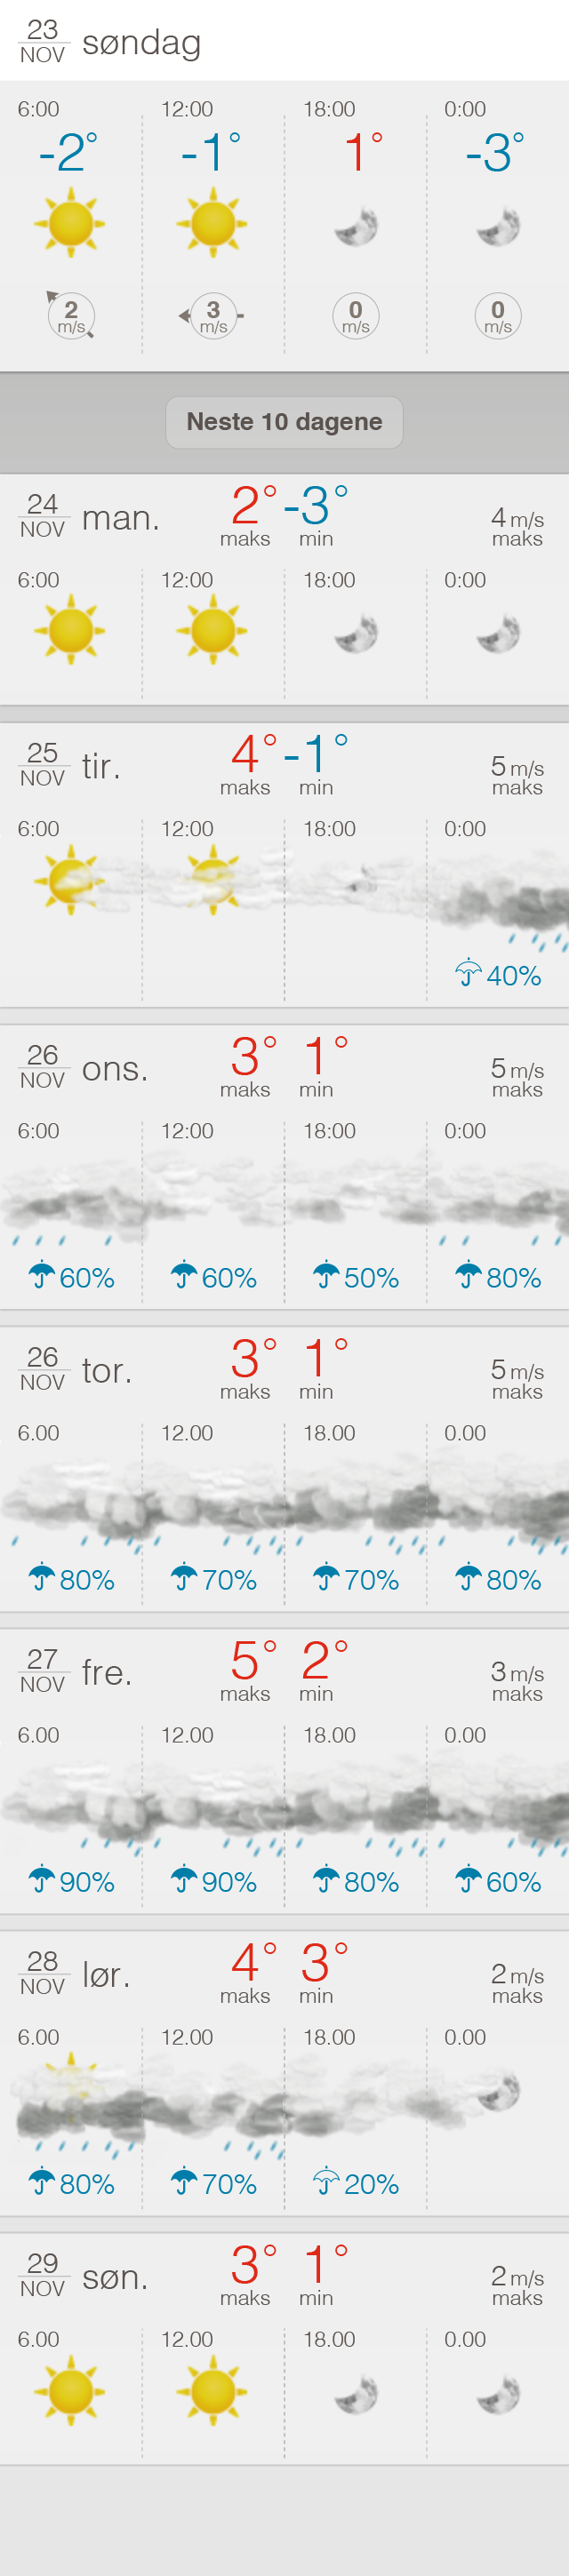 23
NOV søndag
6:00 12:00 18:00 0:00
-2° -1° 1° -3°
2 3 0 0
m/s m/s m/s m/s
Neste 10 dagene
24
NOV man. 2° -3° 4 m/s
maks min maks
6:00 12:00 18:00 0:00
25
NOV tir. 4° -1° 5 m/s
maks min maks
6:00 12:00 18:00 0:00
40%
26
NOV ons. 3° 1° 5 m/s
maks min maks
6:00 12:00 18:00 0:00
60% 60% 50% 80%
26
NOV tor. 3° 1° 5 m/s
maks min maks
6.00 12.00 18.00 0.00
80% 70% 70% 80%
27
NOV fre. 5° 2° 3 m/s
maks min maks
6.00 12.00 18.00 0.00
90% 90% 80% 60%
28
NOV lør. 4° 3° 2 m/s
maks min maks
6.00 12.00 18.00 0.00
80% 70% 20%
29
NOV søn. 3° 1° 2 m/s
maks min maks
6.00 12.00 18.00 0.00